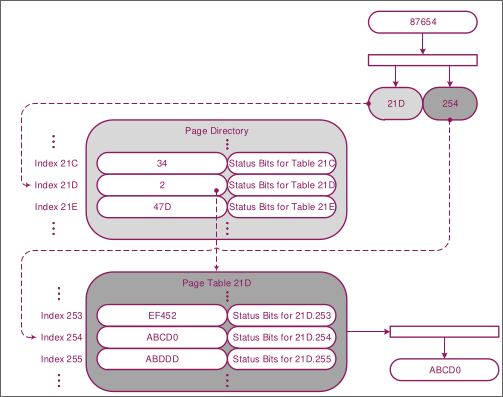 87654
21D 254
Page Directory
Index 21C 34 Status Bits for Table 21C
Index 21D 2 Status Bits for Table 21D
Index 21E 47D Status Bits for Table 21E
Page Table 21D
Index 253 EF452 Status Bits for 21D.253
Index 254 ABCD0 Status Bits for 21D.254
Index 255 ABDDD Status Bits for 21D.255
ABCD0